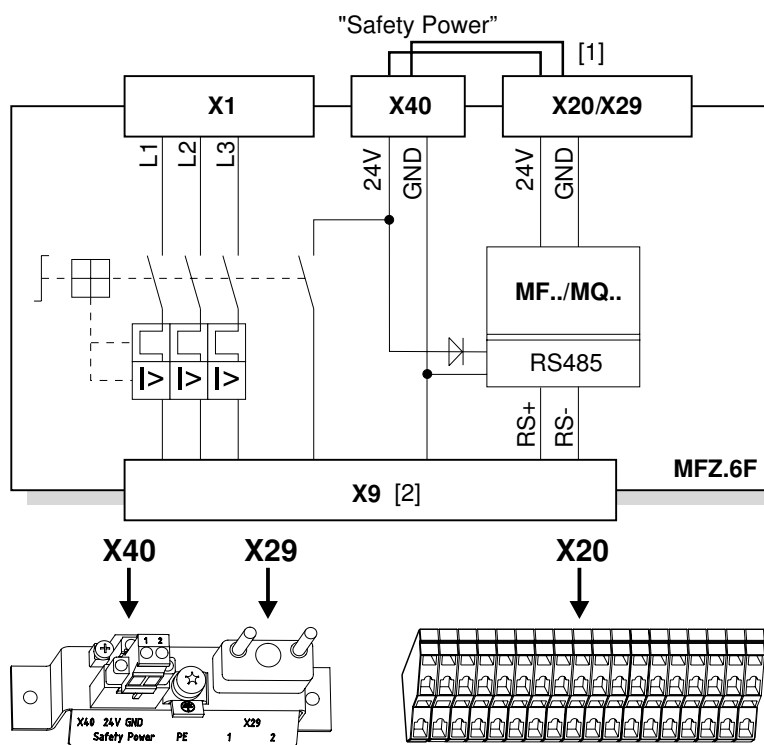 "Safety Power”
[1]
X1
X40
X20/X29
L1
L2
L3
24V
GND
24V
GND
MF../MQ..
RS485
I>
I>
I>
RS+
RS-
MFZ.6F
X9 [2]
X40
X29
X20
1 2
X40 24V GND X29
Safety Power PE 1 2